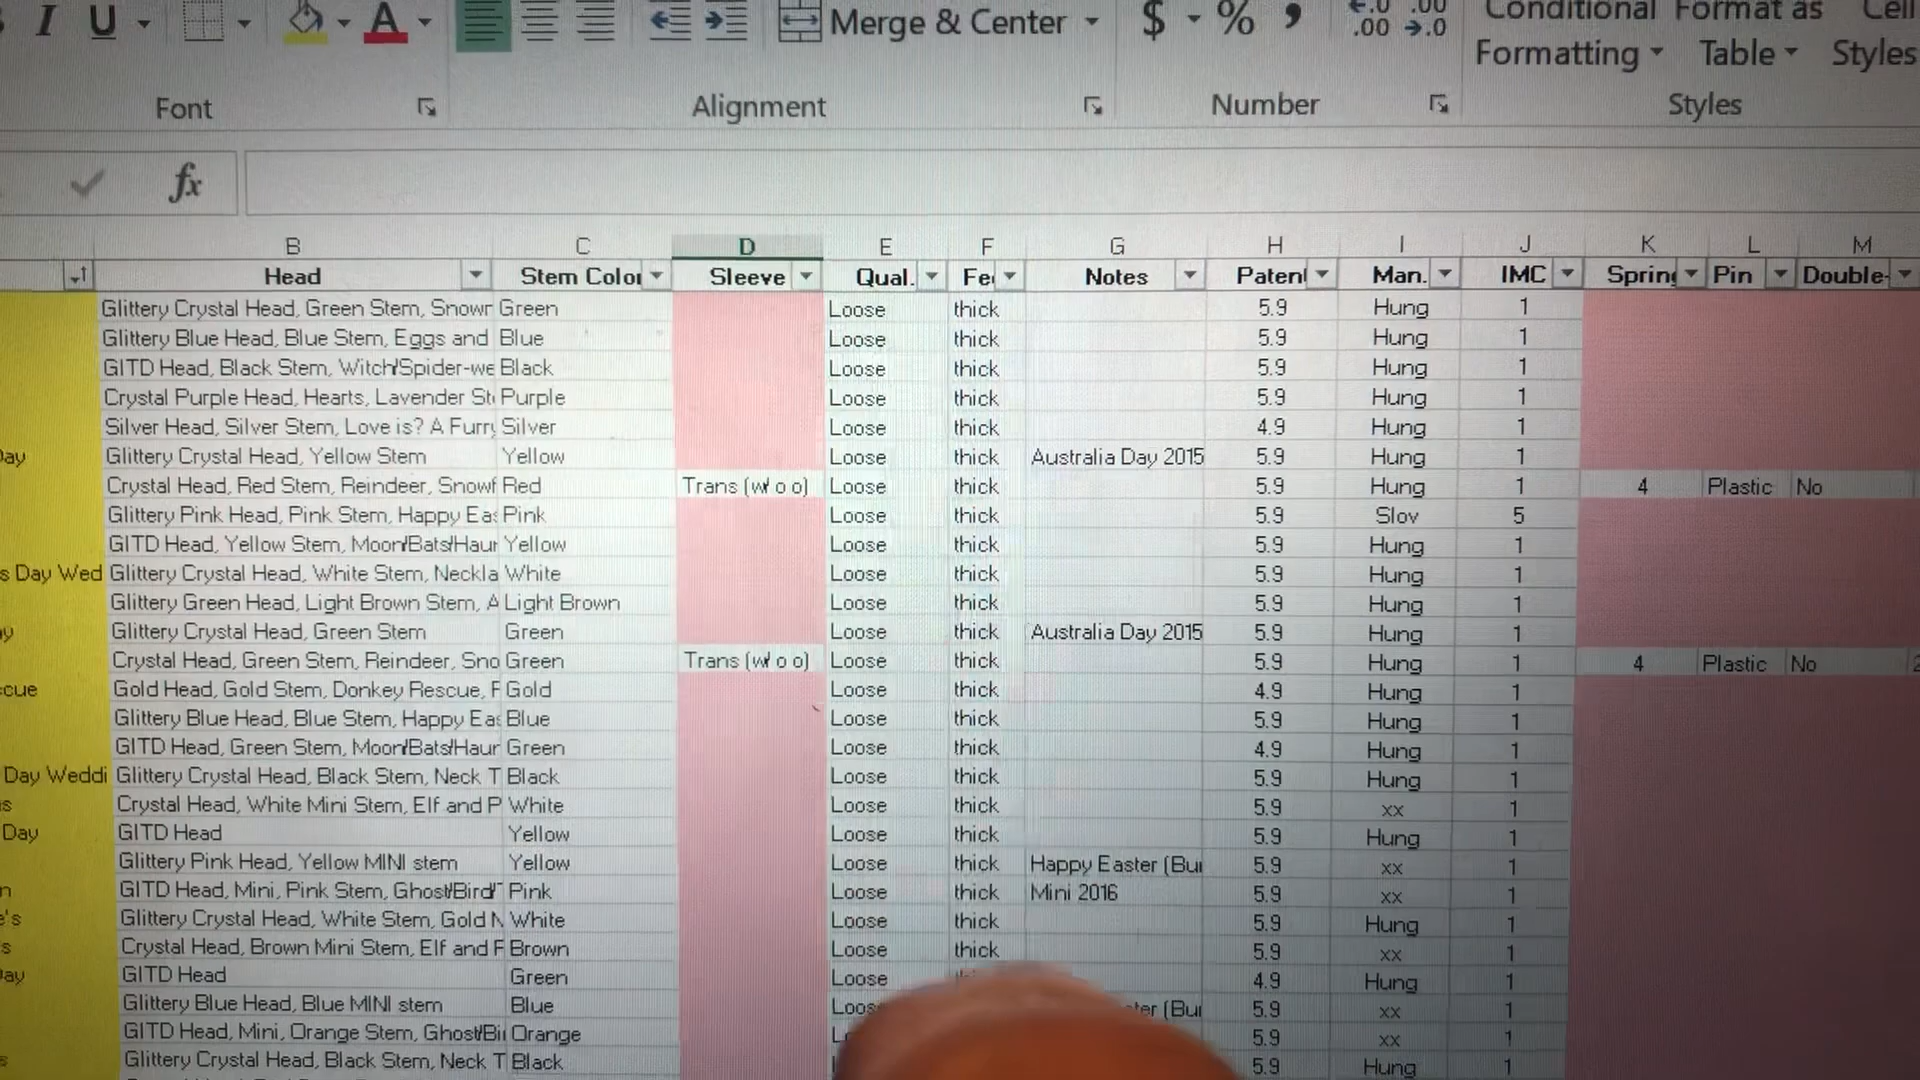 I U A Merge & Center $ % , .00 .00 .0 Conditional Format as Cell
Formatting Table Styles
Font Alignment Number Styles
fx
B C D E F G H I J K L M
Head Sleeve Qual. Notes Man. IMC Pin
Glittery Crystal Head, Green Stem, Green Loose thick 5.9 Hung 1
Glittery Blue Head, Blue Stem, Eggs and Blue Loose thick 5.9 Hung 1
GITD Head, Black Stem, Witch/Spider-we Black Loose thick 5.9 Hung 1
Crystal Purple Head, Hearts, Lavender Purple Loose thick 5.9 Hung 1
Silver Head, Silver Stem, Love is? A Furry Silver Loose thick 4.9 Hung 1
Day Glittery Crystal Head, Yellow Stem Yellow Loose thick Australia Day 2015 5.9 Hung 1
Crystal Head, Red Stem, Reindeer, Snowf Red Trans (w/ o o) Loose thick 5.9 Hung 1 4 Plastic No
Glittery Pink Head, Pink Stem, Happy Eas Pink Loose thick 5.9 Slov 5
GITD Head, Yellow Stem, Moon/Bats/Haun Yellow Loose thick 5.9 Hung 1
s Day Wed Glittery Crystal Head, White Stem, Neckla White Loose thick 5.9 Hung 1
Glittery Green Head, Light Brown Stem, A Light Brown Loose thick 5.9 Hung 1
y Glittery Crystal Head, Green Stem Green Loose thick Australia Day 2015 5.9 Hung 1
Crystal Head, Green Stem, Reindeer, Sno Green Trans (w/ o o) Loose thick 5.9 Hung 1 4 Plastic No
cue Gold Head, Gold Stem, Donkey Rescue, F Gold Loose thick 4.9 Hung 1
Glittery Blue Head, Blue Stem, Happy Eas Blue Loose thick 5.9 Hung 1
GITD Head, Green Stem, Moon/Bats/Haun Green Loose thick 4.9 Hung 1
Day Weddi Glittery Crystal Head, Black Stem, Neck T Black Loose thick 5.9 Hung 1
s Crystal Head, White Mini Stem, Elf and P White Loose thick 5.9 xx 1
Day GITD Head Yellow Loose thick 5.9 Hung 1
Glittery Pink Head, Yellow MINI stem Yellow Loose thick Happy Easter (Bun 5.9 xx 1
n GITD Head, Mini, Pink Stem, Ghost/Bird/T Pink Loose thick Mini 2016 5.9 xx 1
e's Glittery Crystal Head, White Stem, Gold N White Loose thick 5.9 Hung 1
s Crystal Head, Brown Mini Stem, Elf and P Brown Loose thick 5.9 xx 1
Day GITD Head Green Loose 4.9 Hung 1
Glittery Blue Head, Blue MINI stem Blue Loose 5.9 xx 1
GITD Head, Mini, Orange Stem, Orange 5.9 xx 1
s Glittery Crystal Head, Black Stem, Neck T Black 5.9 Hung 1